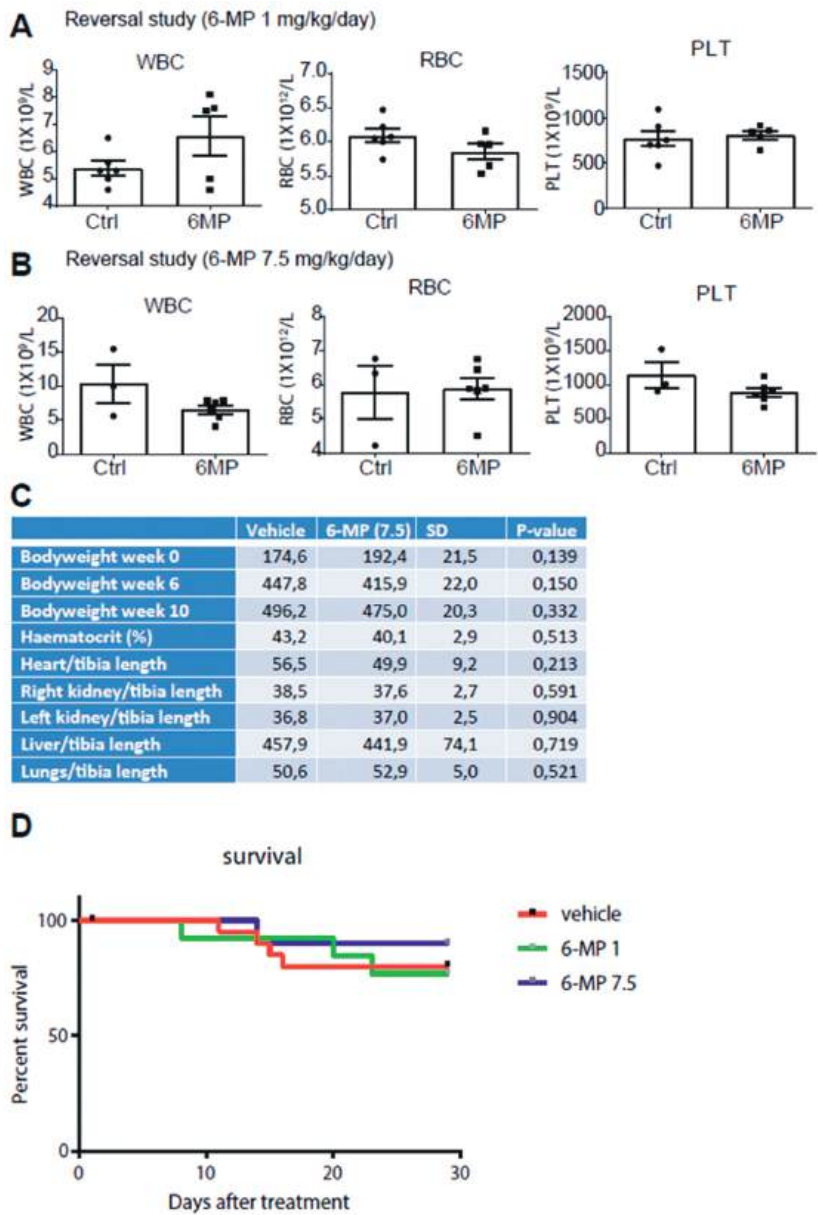 A Reversal study (6-MP 1 mg/kg/day)
WBC
WBC (1X10⁹/L)
9
8
7
6
5
4
Ctrl 6MP
RBC
RBC (1X10¹²/L)
7.0
6.5
6.0
5.5
5.0
Ctrl 6MP
PLT
PLT (1X10⁹/L)
1500
1000
500
0
Ctrl 6MP
B Reversal study (6-MP 7.5 mg/kg/day)
WBC
WBC (1X10⁹/L
20
15
10
5
0
Ctrl 6MP
RBC
RBC (1X10¹²/L
8
7
6
5
4
Ctrl 6MP
PLT
PLT (1X10⁹/L
2000
1500
1000
500
0
Ctrl 6MP
C
Vehicle 6-MP (7.5) SD P-value
Bodyweight week 0 174,6 192,4 21,5 0,139
Bodyweight week 6 447,8 415,9 22,0 0,150
Bodyweight week 10 496,2 475,0 20,3 0,332
Haematocrit (%) 43,2 40,1 2,9 0,513
Heart/tibia length 56,5 49,9 9,2 0,213
Right kidney/tibia length 38,5 37,6 2,7 0,591
Left kidney/tibia length 36,8 37,0 2,5 0,904
Liver/tibia length 457,9 441,9 74,1 0,719
Lungs/tibia length 50,6 52,9 5,0 0,521
D
survival
Percent survival
100
50
0
0 10 20 30
Days after treatment
vehicle
6-MP 1
6-MP 7.5